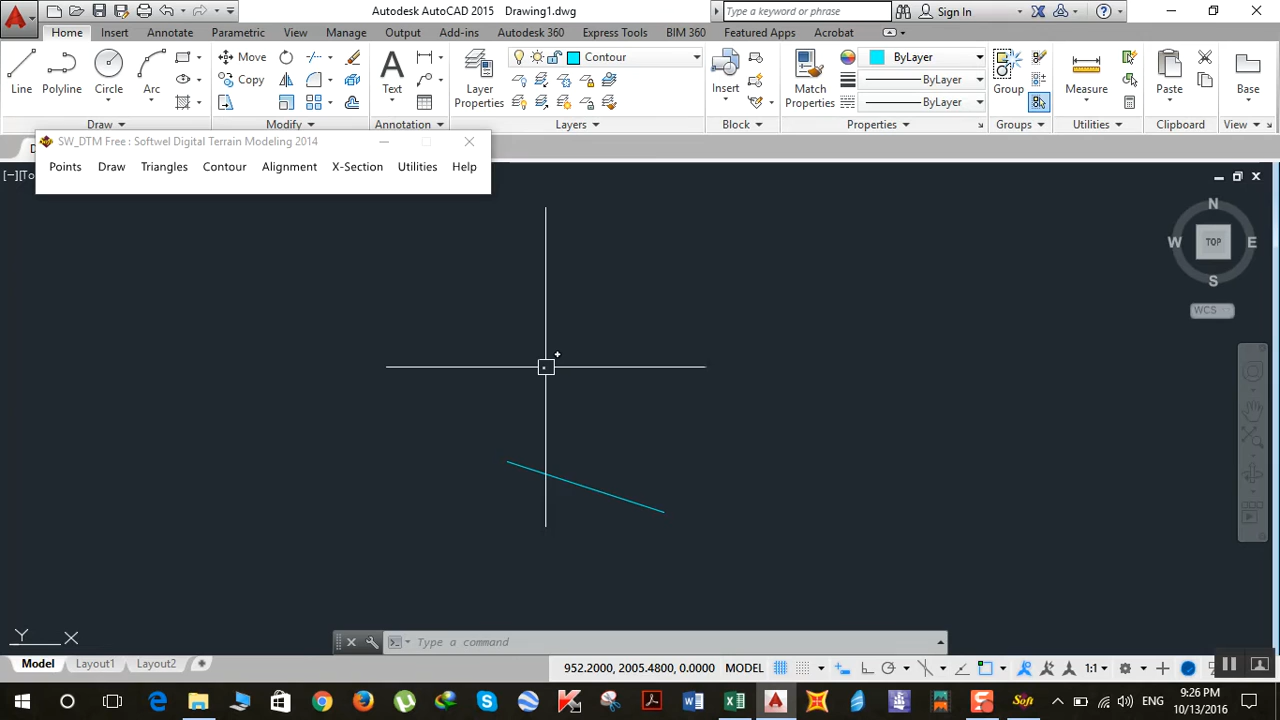 Autodesk AutoCAD 2015 Drawing1.dwg
Type a keyword or phrase
Sign In
Home Insert Annotate Parametric View Manage Output Add-ins Autodesk 360 Express Tools BIM 360 Featured Apps Acrobat
Line
Polyline
Circle
Arc
Move
Copy
Text
Layer
Properties
Contour
Insert
Match
Properties
ByLayer
ByLayer
ByLayer
Group
Measure
Paste
Base
Draw
Modify
Annotation
Layers
Block
Properties
Groups
Utilities
Clipboard
View
SW_DTM Free : Softwel Digital Terrain Modeling 2014
Points Draw Triangles Contour Alignment X-Section Utilities Help
[−][To
N
W
TOP
E
S
WCS
Y X
Type a command
Model Layout1 Layout2
952.2000, 2005.4800, 0.0000 MODEL
1:1
ENG
9:26 PM
10/13/2016
Soft